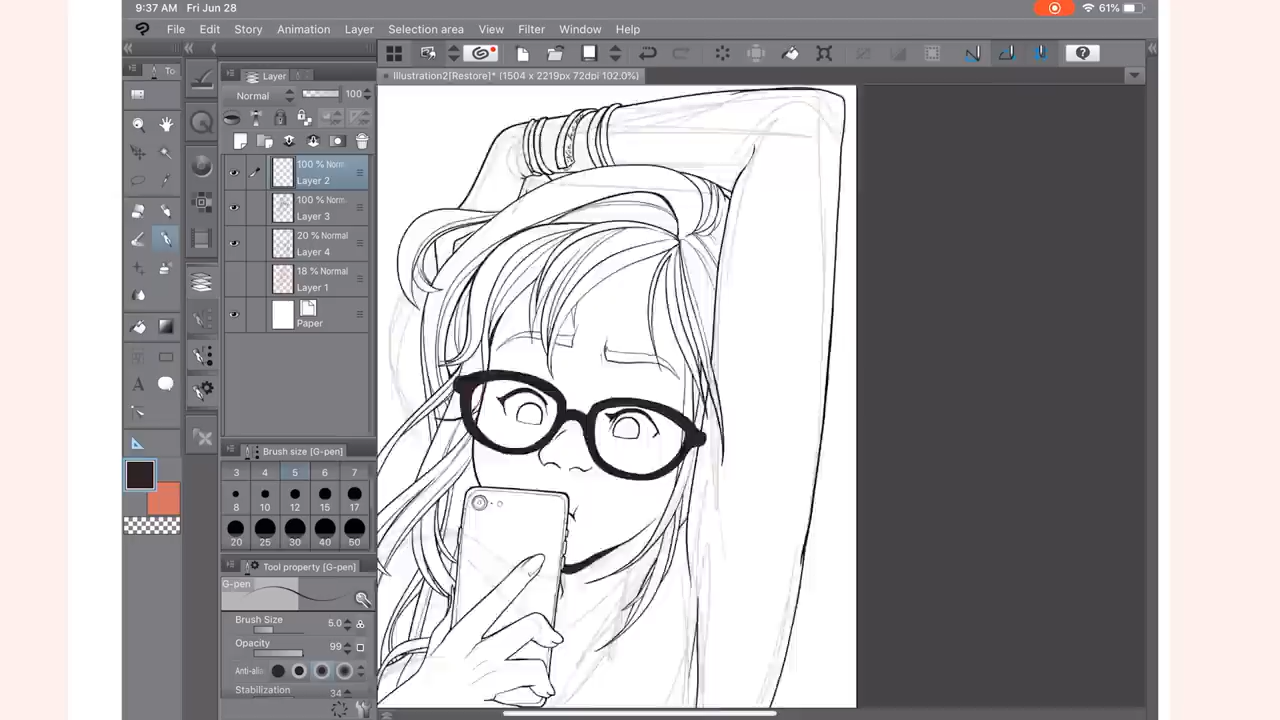 9:37 AM Fri Jun 28
61%
File Edit Story Animation Layer Selection area View Filter Window Help
Illustration2[Restore]* (1504 x 2219px 72dpi 102.0%)
To
Layer
Normal 100
100 % Norm
Layer 2
100 % Norm
Layer 3
20 % Normal
Layer 4
18 % Normal
Layer 1
Paper
A
Brush size [G-pen]
3 4 5 6 7
8 10 12 15 17
20 25 30 40 50
Tool property [G-pen]
G-pen
Brush Size 5.0
Opacity 99
Anti-alia
Stabilization 34